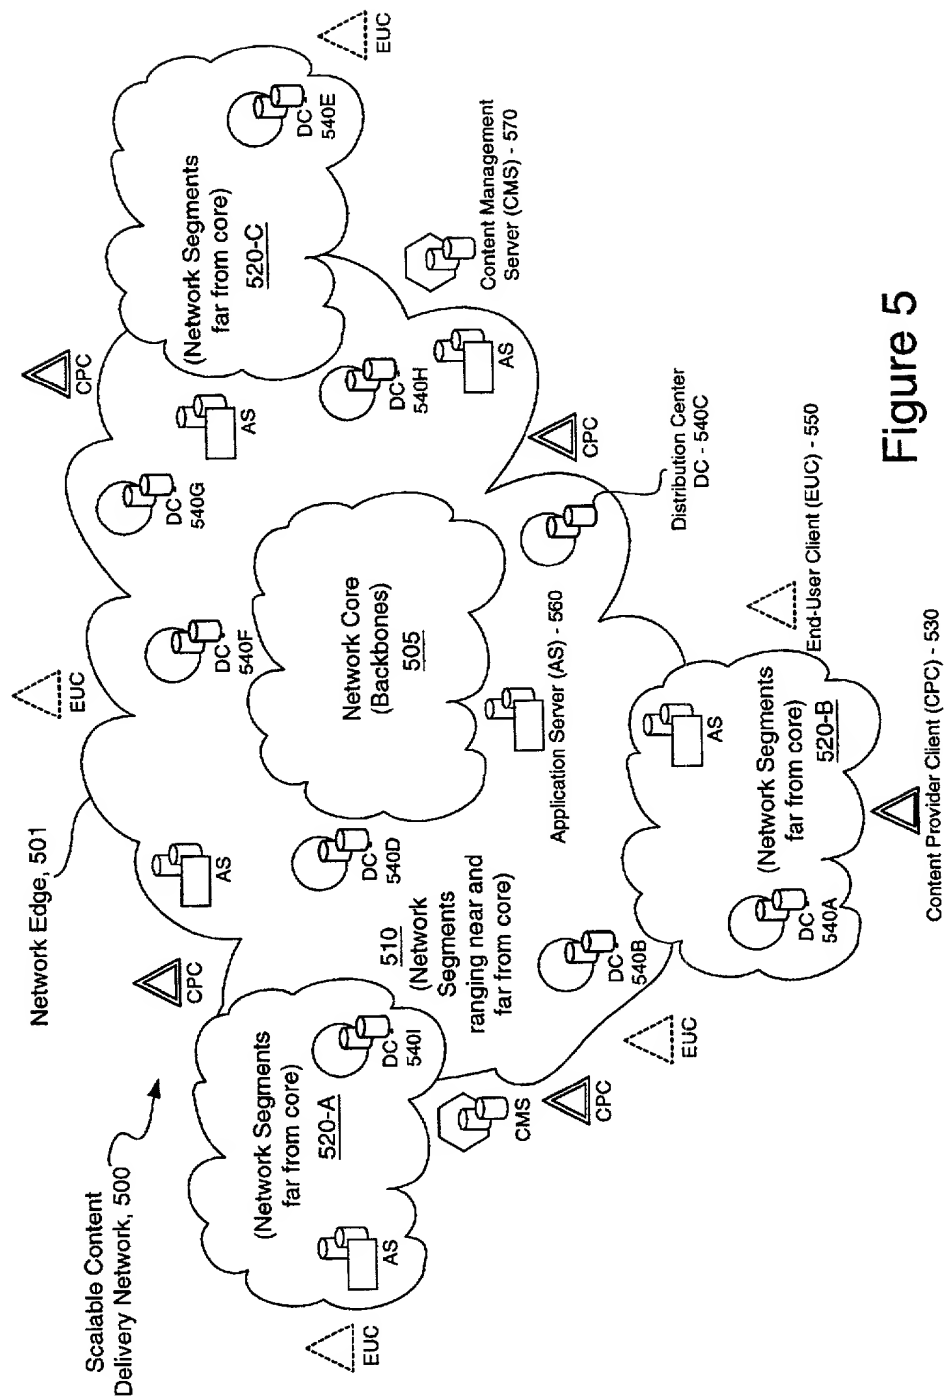 Scalable Content
Delivery Network, 500
Network Edge, 501
EUC
CPC
EUC
CPC
EUC
AS
DC
540F
DC
540G
AS
(Network Segments
far from core)
520-C
DC
540E
(Network Segments
far from core)
520-A
DC
540I
AS
DC
540D
510
(Network
Segments
ranging near and
far from core)
Network Core
(Backbones)
505
DC
540H
AS
Content Management
Server (CMS) - 570
CMS
CPC
EUC
DC
540B
Application Server (AS) - 560
CPC
Distribution Center
DC - 540C
AS
(Network Segments
far from core)
520-B
DC
540A
End-User Client (EUC) - 550
Content Provider Client (CPC) - 530
Figure 5